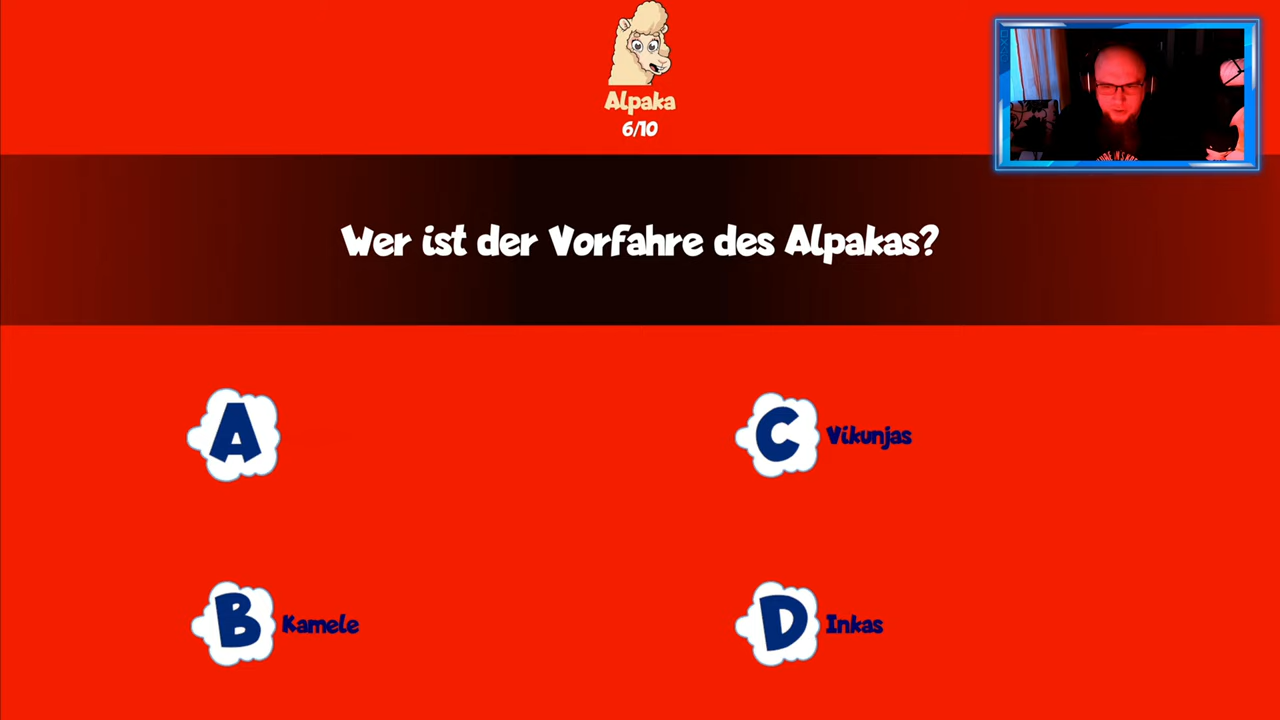 Alpaka
6/10
Wer ist der Vorfahre des Alpakas?
A
C Vikunjas
B Kamele
D Inkas